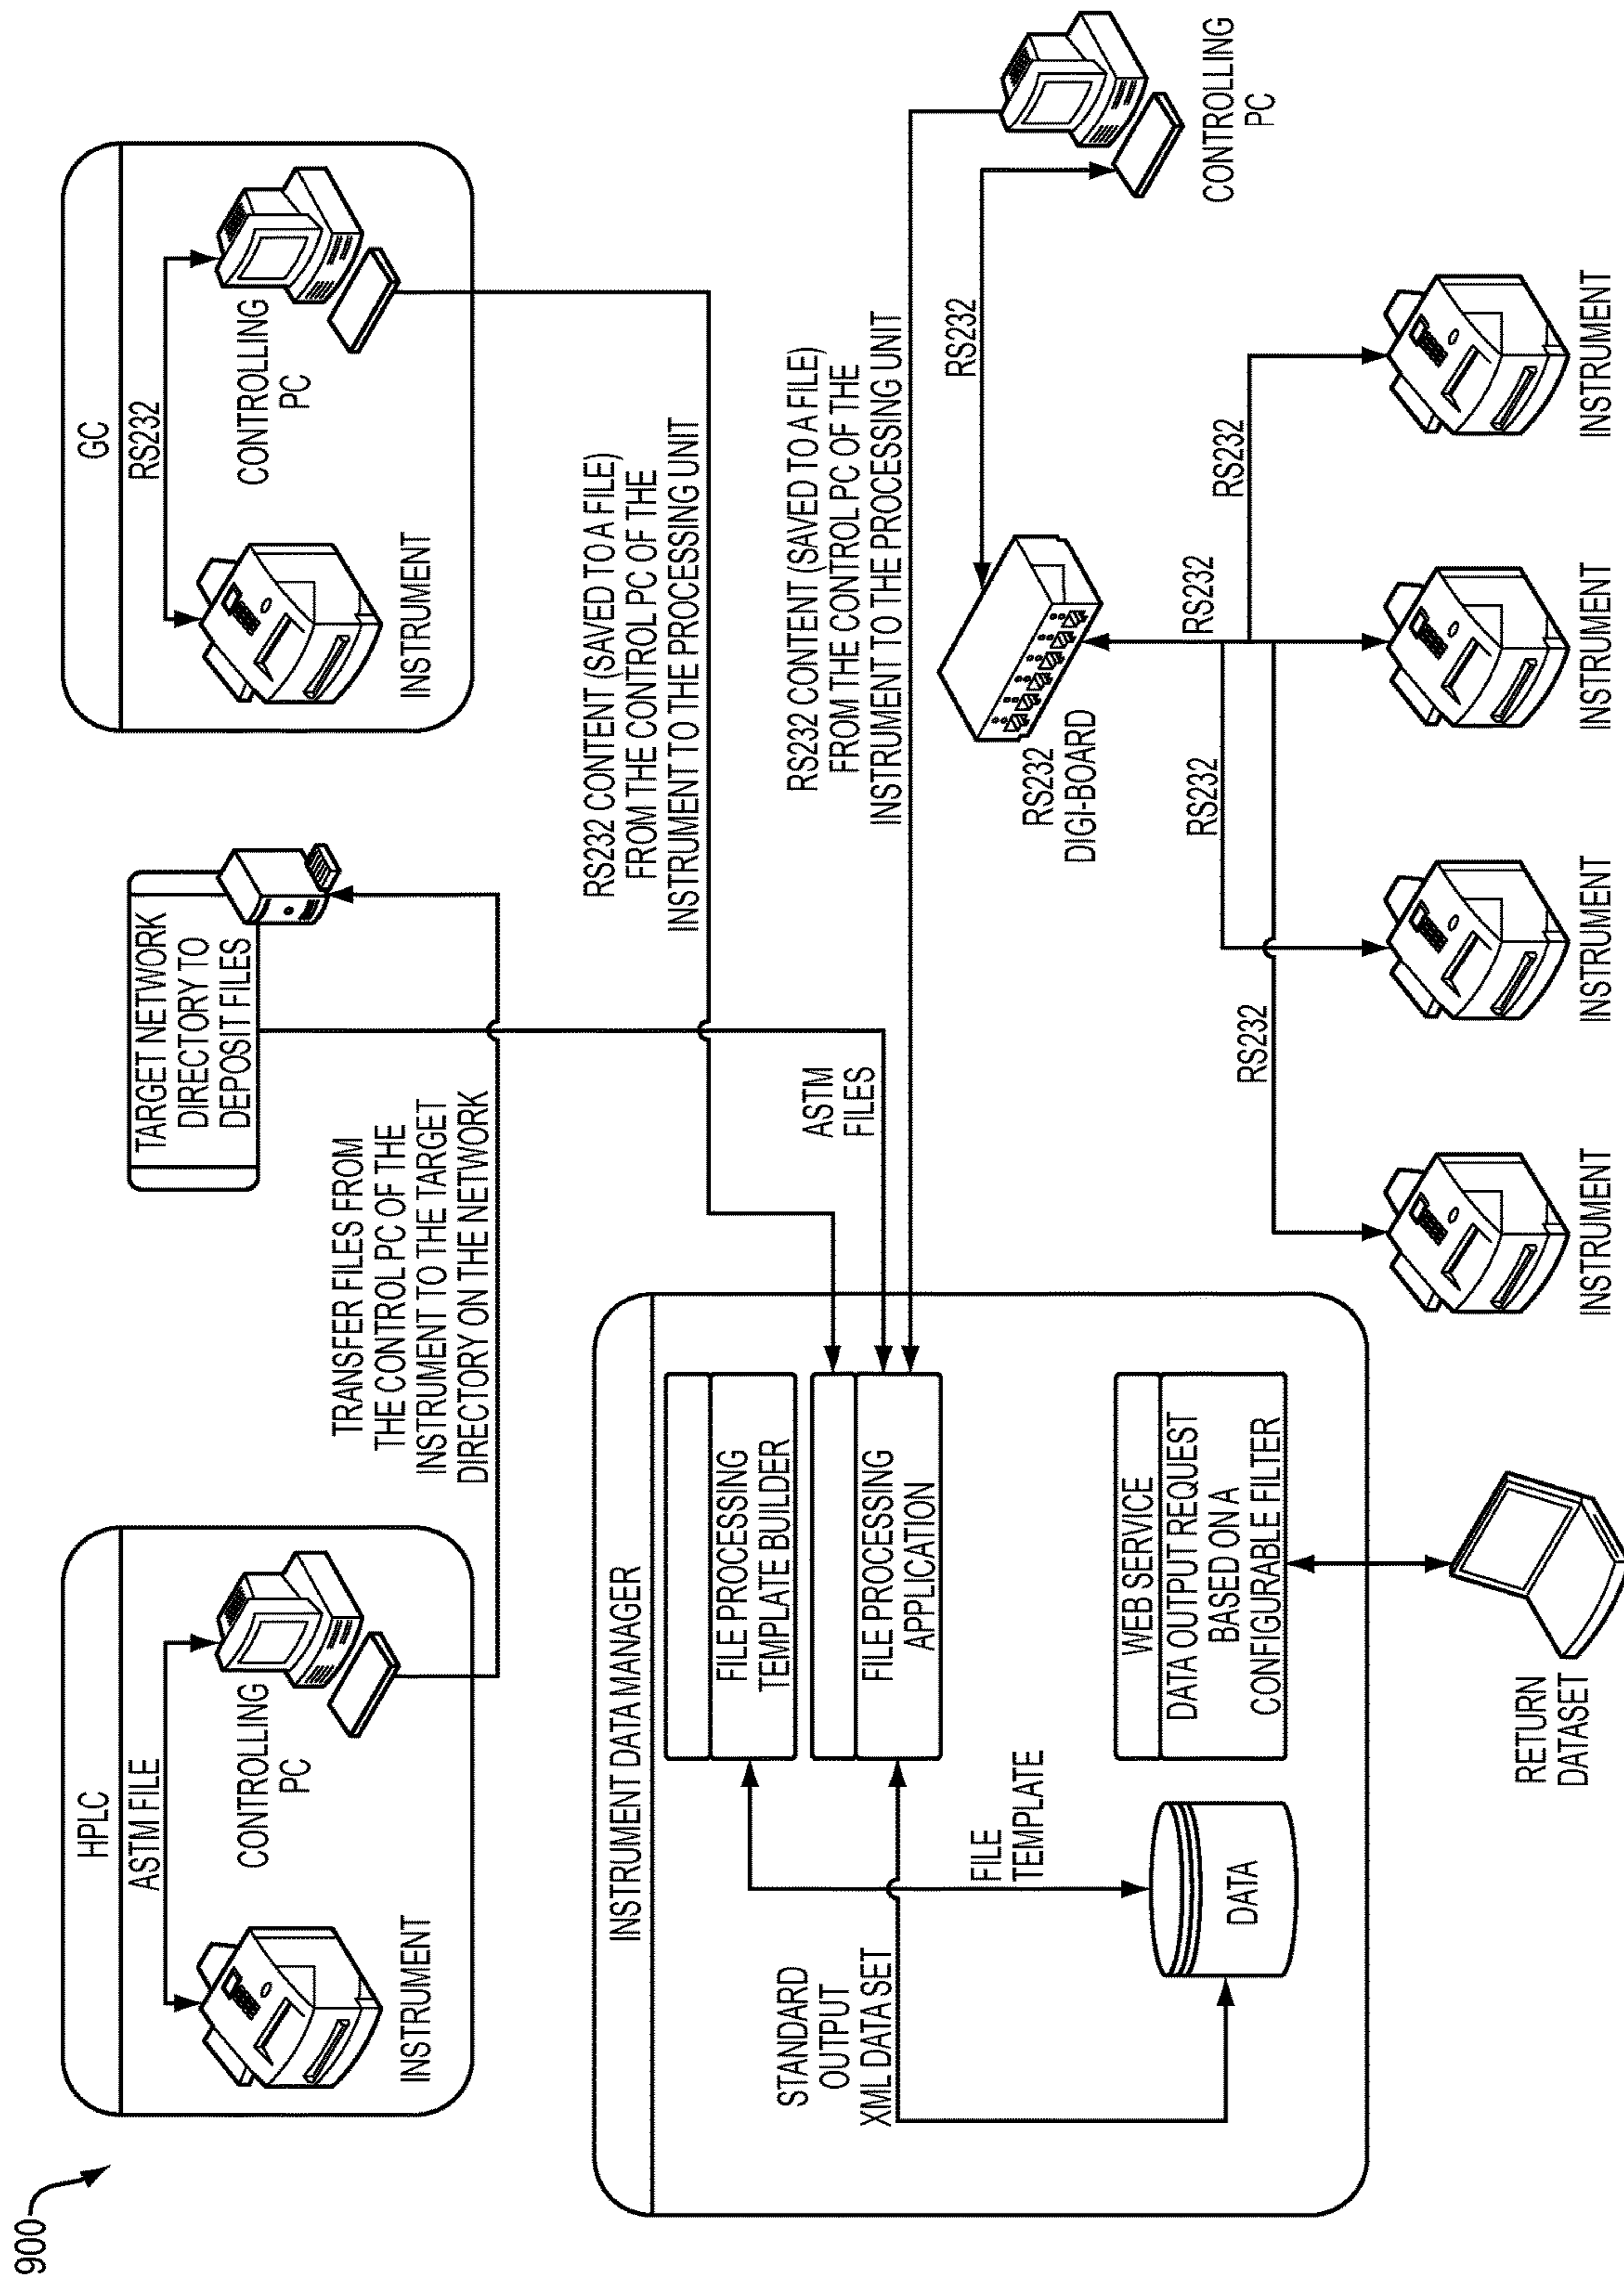 900
HPLC
ASTM FILE
CONTROLLING
PC
INSTRUMENT
TRANSFER FILES FROM
THE CONTROL PC OF THE
INSTRUMENT TO THE TARGET
DIRECTORY ON THE NETWORK
TARGET NETWORK
DIRECTORY TO
DEPOSIT FILES
GC
RS232
CONTROLLING
PC
INSTRUMENT
RS232 CONTENT (SAVED TO A FILE)
FROM THE CONTROL PC OF THE
INSTRUMENT TO THE PROCESSING UNIT
INSTRUMENT DATA MANAGER
FILE PROCESSING
TEMPLATE BUILDER
FILE PROCESSING
APPLICATION
STANDARD
OUTPUT
XML DATASET
FILE
TEMPLATE
DATA
WEB SERVICE
DATA OUTPUT REQUEST
BASED ON A
CONFIGURABLE FILTER
RETURN
DATASET
ASTM
FILES
RS232 CONTENT (SAVED TO A FILE)
FROM THE CONTROL PC OF THE
INSTRUMENT TO THE PROCESSING UNIT
RS232
CONTROLLING
PC
RS232
DIGI-BOARD
RS232
RS232
RS232
RS232
INSTRUMENT
INSTRUMENT
INSTRUMENT
INSTRUMENT